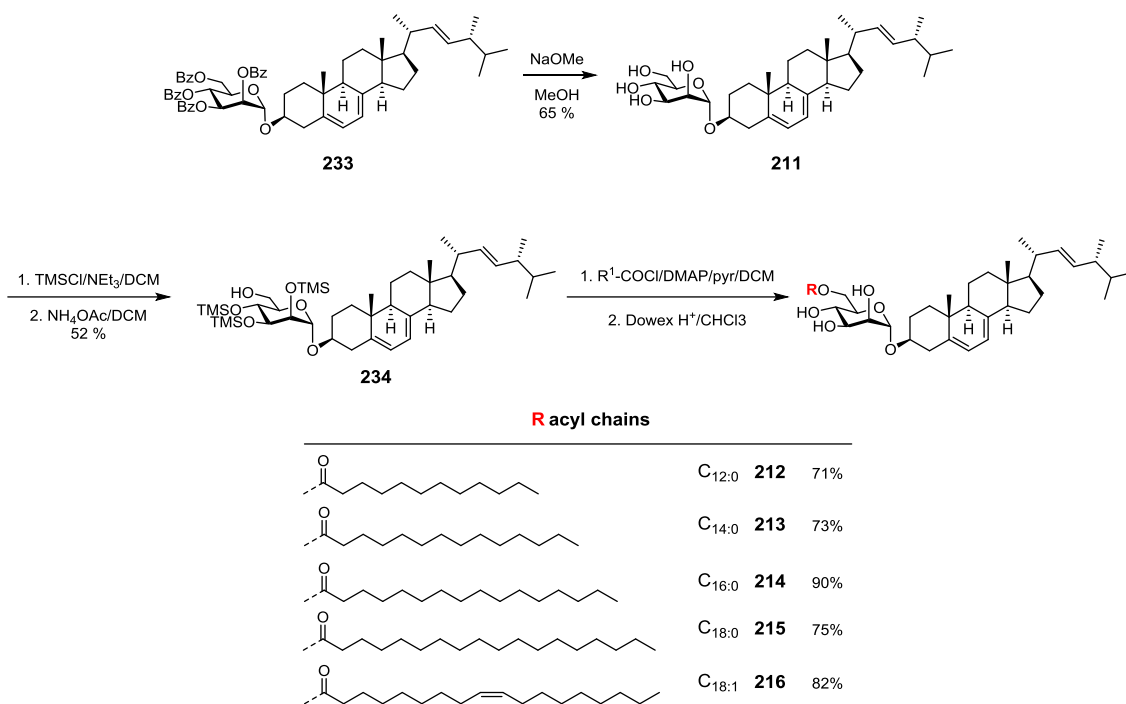 BzO
OBz
BzO
BzO
O
O
H
H
233
NaOMe
MeOH
65 %
HO
OH
HO
HO
O
O
H
H
211
1. TMSCl/NEt3/DCM
2. NH4OAc/DCM
52 %
HO
OTMS
TMSO
TMSO
O
O
H
H
234
1. R1-COCl/DMAP/pyr/DCM
2. Dowex H+/CHCl3
RO
OH
HO
HO
O
O
H
H
R acyl chains
O
C12:0 212 71%
O
C14:0 213 73%
O
C16:0 214 90%
O
C18:0 215 75%
O
C18:1 216 82%